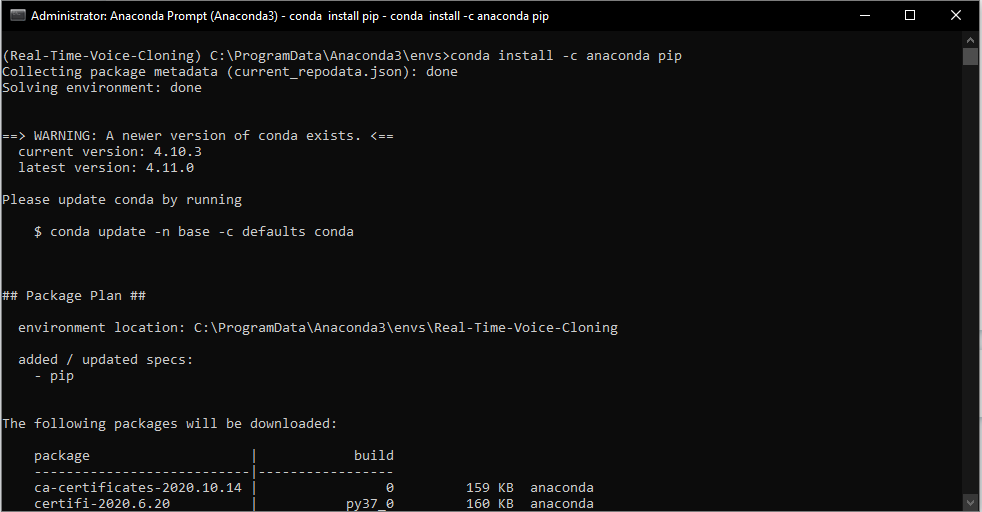 Administrator: Anaconda Prompt (Anaconda3) - conda  install pip - conda  install -c anaconda pip
(Real-Time-Voice-Cloning) C:\ProgramData\Anaconda3\envs>conda install -c anaconda pip
Collecting package metadata (current_repodata.json): done
Solving environment: done
==> WARNING: A newer version of conda exists. <==
  current version: 4.10.3
  latest version: 4.11.0
Please update conda by running
    $ conda update -n base -c defaults conda
## Package Plan ##
  environment location: C:\ProgramData\Anaconda3\envs\Real-Time-Voice-Cloning
  added / updated specs:
    - pip
The following packages will be downloaded:
    package                    |            build
    ---------------------------|-----------------
    ca-certificates-2020.10.14 |                0         159 KB  anaconda
    certifi-2020.6.20          |           py37_0         160 KB  anaconda